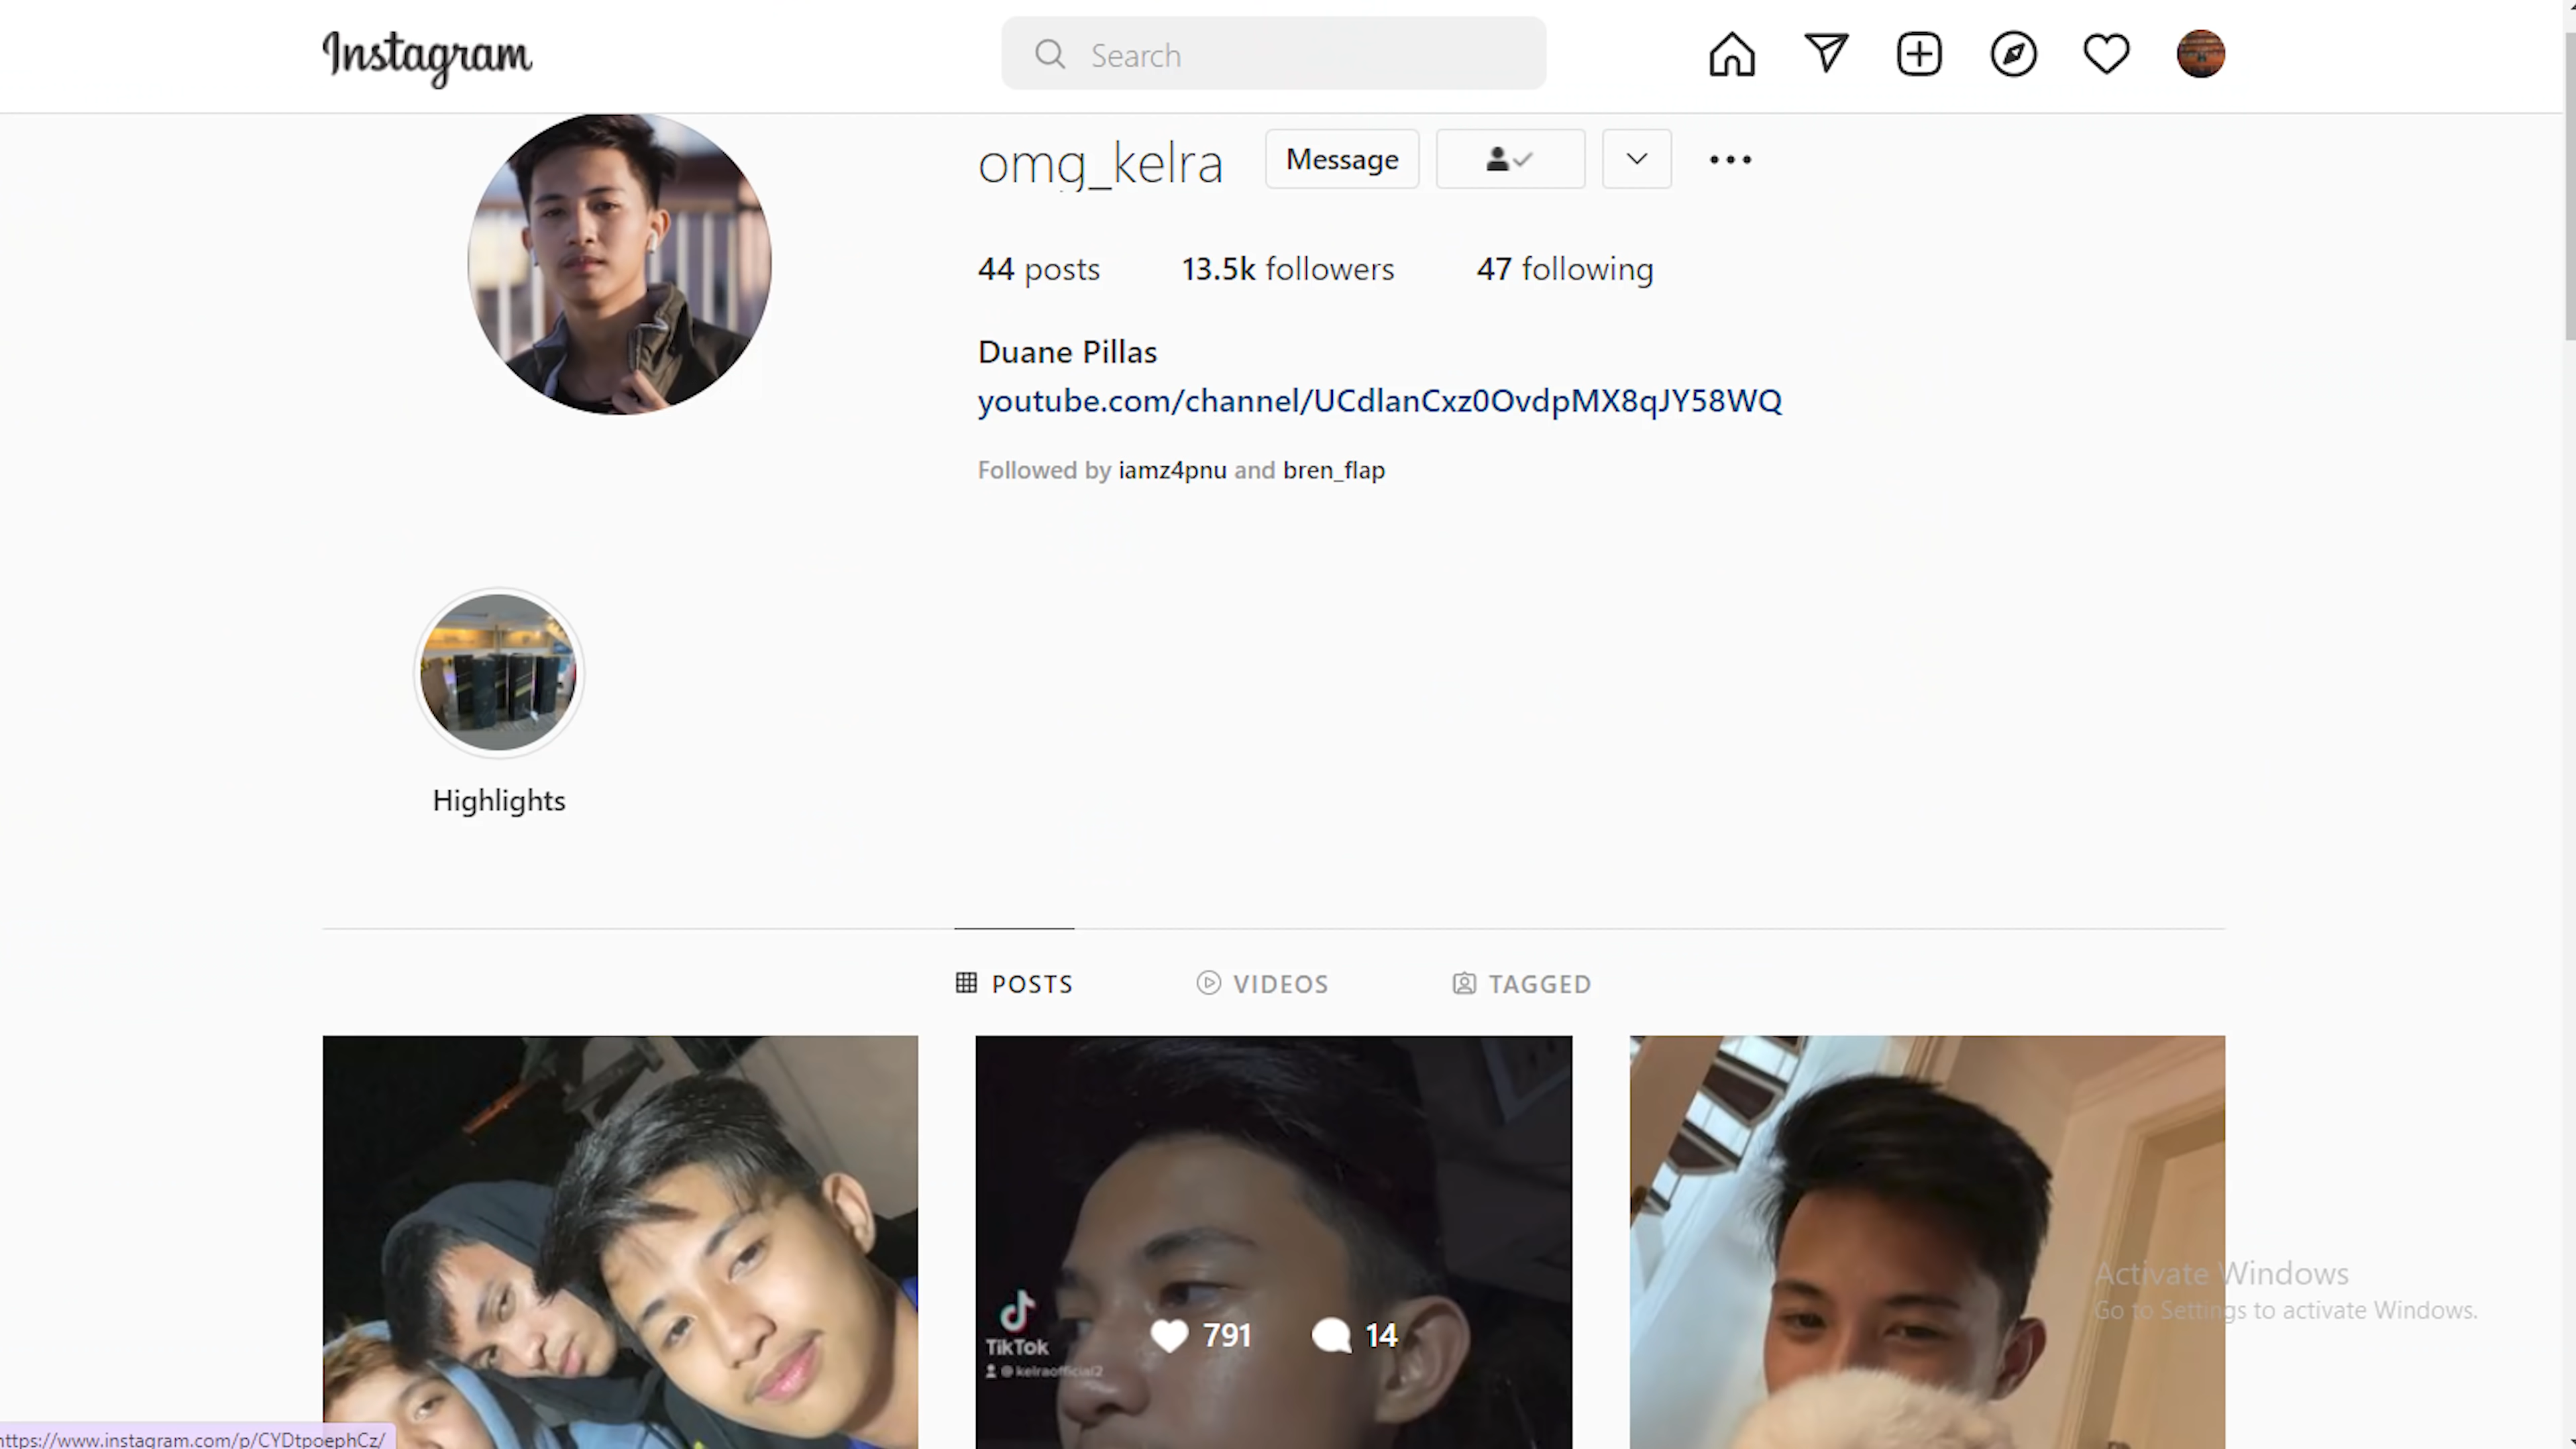 Instagram
Search
omg_kelra
Message
44 posts 13.5k followers 47 following
Duane Pillas
youtube.com/channel/UCdlanCxz0OvdpMX8qJY58WQ
Followed by iamz4pnu and bren_flap
Highlights
POSTS VIDEOS TAGGED
TikTok
@kelraofficial2
791 14
Activate Windows
Go to Settings to activate Windows.
https://www.instagram.com/p/CYDtpoephCz/